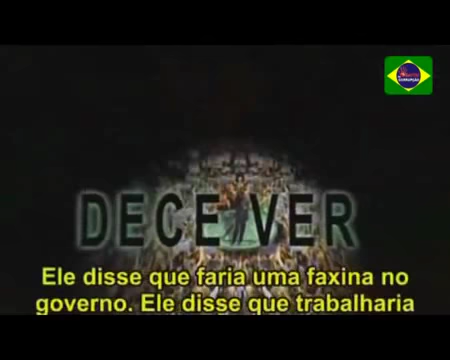 DECEIVER
Ele disse que faria uma faxina no
governo. Ele disse que trabalharia